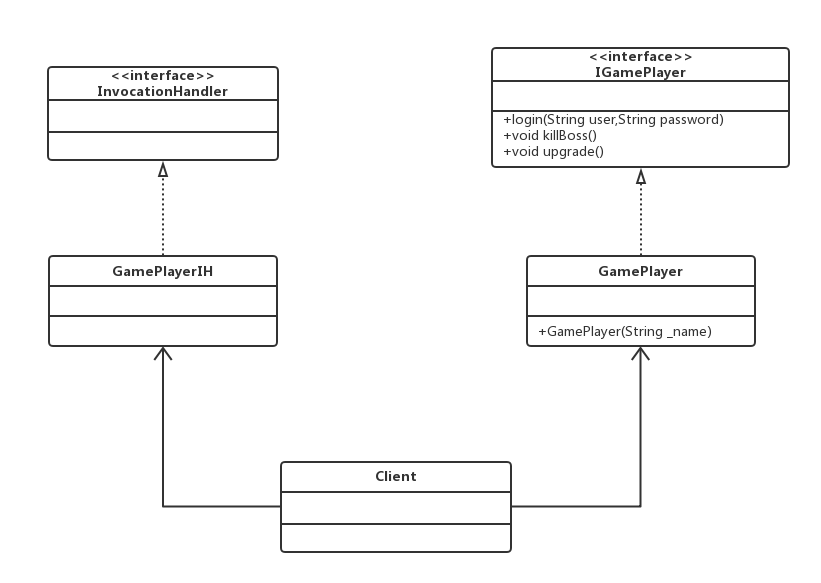 <<interface>>
InvocationHandler
<<interface>>
IGamePlayer
+login(String user,String password)
+void killBoss()
+void upgrade()
GamePlayerIH
GamePlayer
+GamePlayer(String _name)
Client